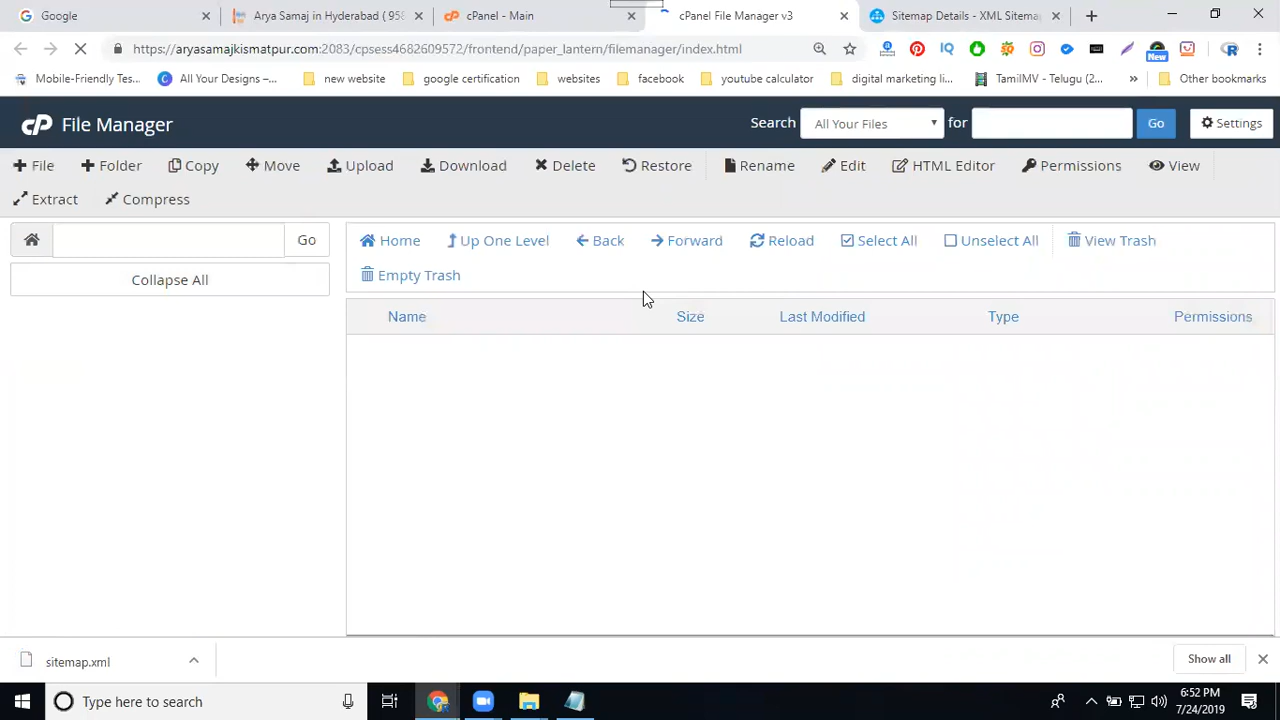 Google
Arya Samaj in Hyderabad ( 9
cPanel - Main
cPanel File Manager v3
Sitemap Details - XML Sitema
https://aryasamajkismatpur.com:2083/cpsess4682609572/frontend/paper_lantern/filemanager/index.html
New
Mobile-Friendly Tes...
All Your Designs –...
new website
google certification
websites
facebook
youtube calculator
digital marketing li...
TamilMV - Telugu (2...
»
Other bookmarks
cP File Manager
Search
All Your Files
for
Go
Settings
File
Folder
Copy
Move
Upload
Download
Delete
Restore
Rename
Edit
HTML Editor
Permissions
View
Extract
Compress
Go
Collapse All
Home
Up One Level
Back
Forward
Reload
Select All
Unselect All
View Trash
Empty Trash
Name
Size
Last Modified
Type
Permissions
sitemap.xml
Show all
Type here to search
6:52 PM
7/24/2019